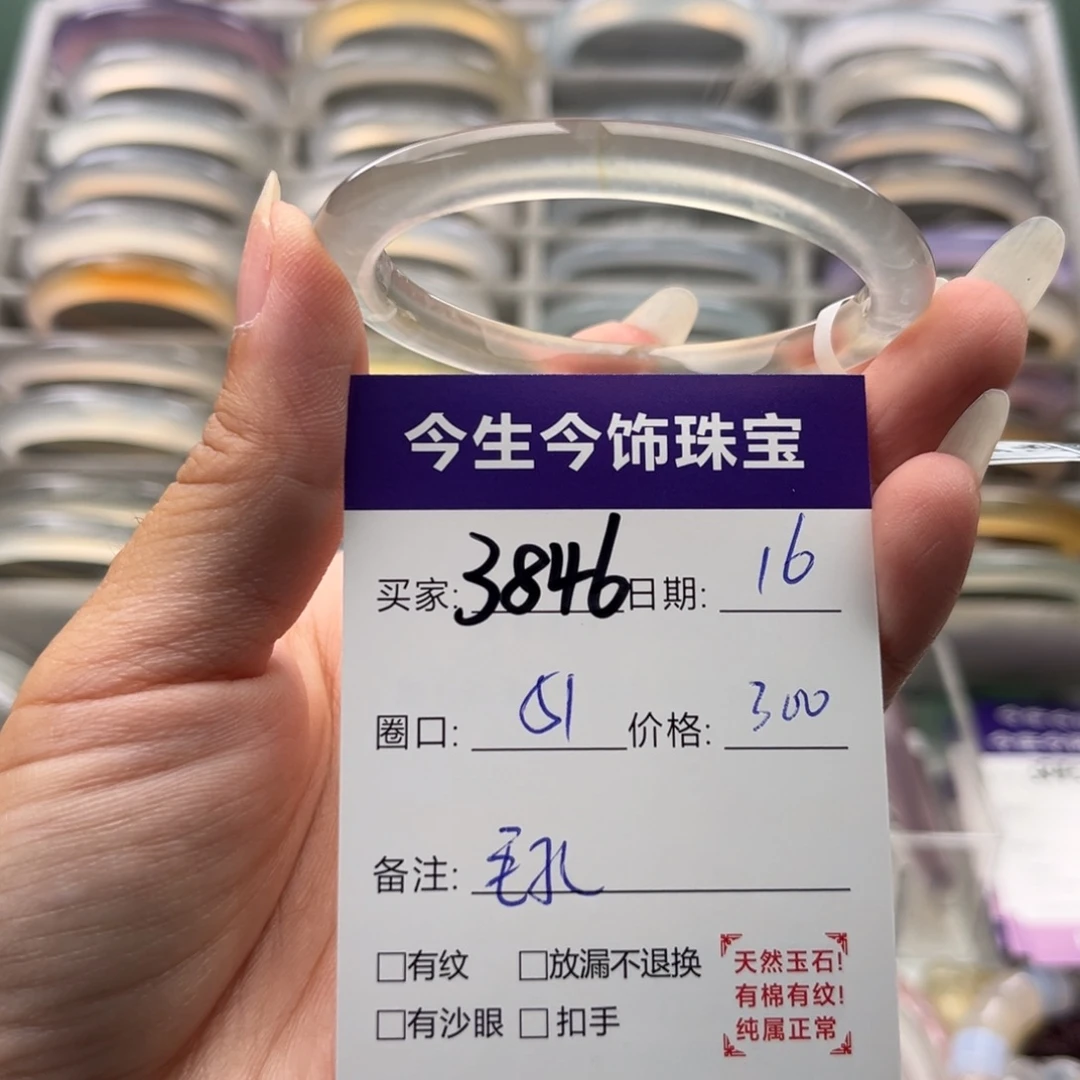 今生今饰珠宝
买家: 3846 日期: 16
圈口: 51 价格: 300
备注: 毛孔
□有纹 □放漏不退换
□有沙眼 □扣手
天然玉石!
有棉有纹!
纯属正常